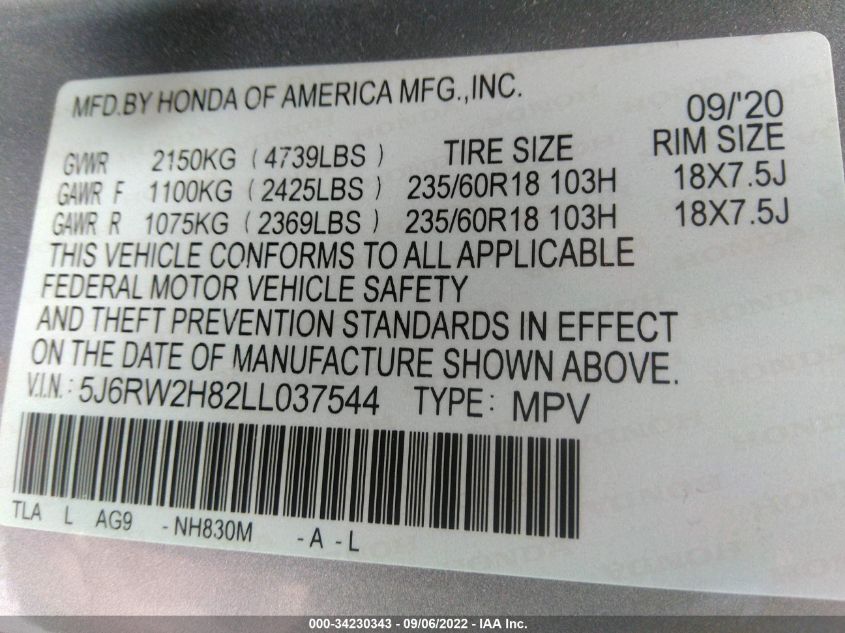 MFD.BY HONDA OF AMERICA MFG.,INC.
09/'20
GVWR 2150KG (4739LBS) TIRE SIZE RIM SIZE
GAWR F 1100KG (2425LBS) 235/60R18 103H 18X7.5J
GAWR R 1075KG (2369LBS) 235/60R18 103H 18X7.5J
THIS VEHICLE CONFORMS TO ALL APPLICABLE
FEDERAL MOTOR VEHICLE SAFETY
AND THEFT PREVENTION STANDARDS IN EFFECT
ON THE DATE OF MANUFACTURE SHOWN ABOVE.
V.I.N.: 5J6RW2H82LL037544 TYPE: MPV
TLA L AG9 -NH830M -A-L
000-34230343 - 09/06/2022 - IAA Inc.